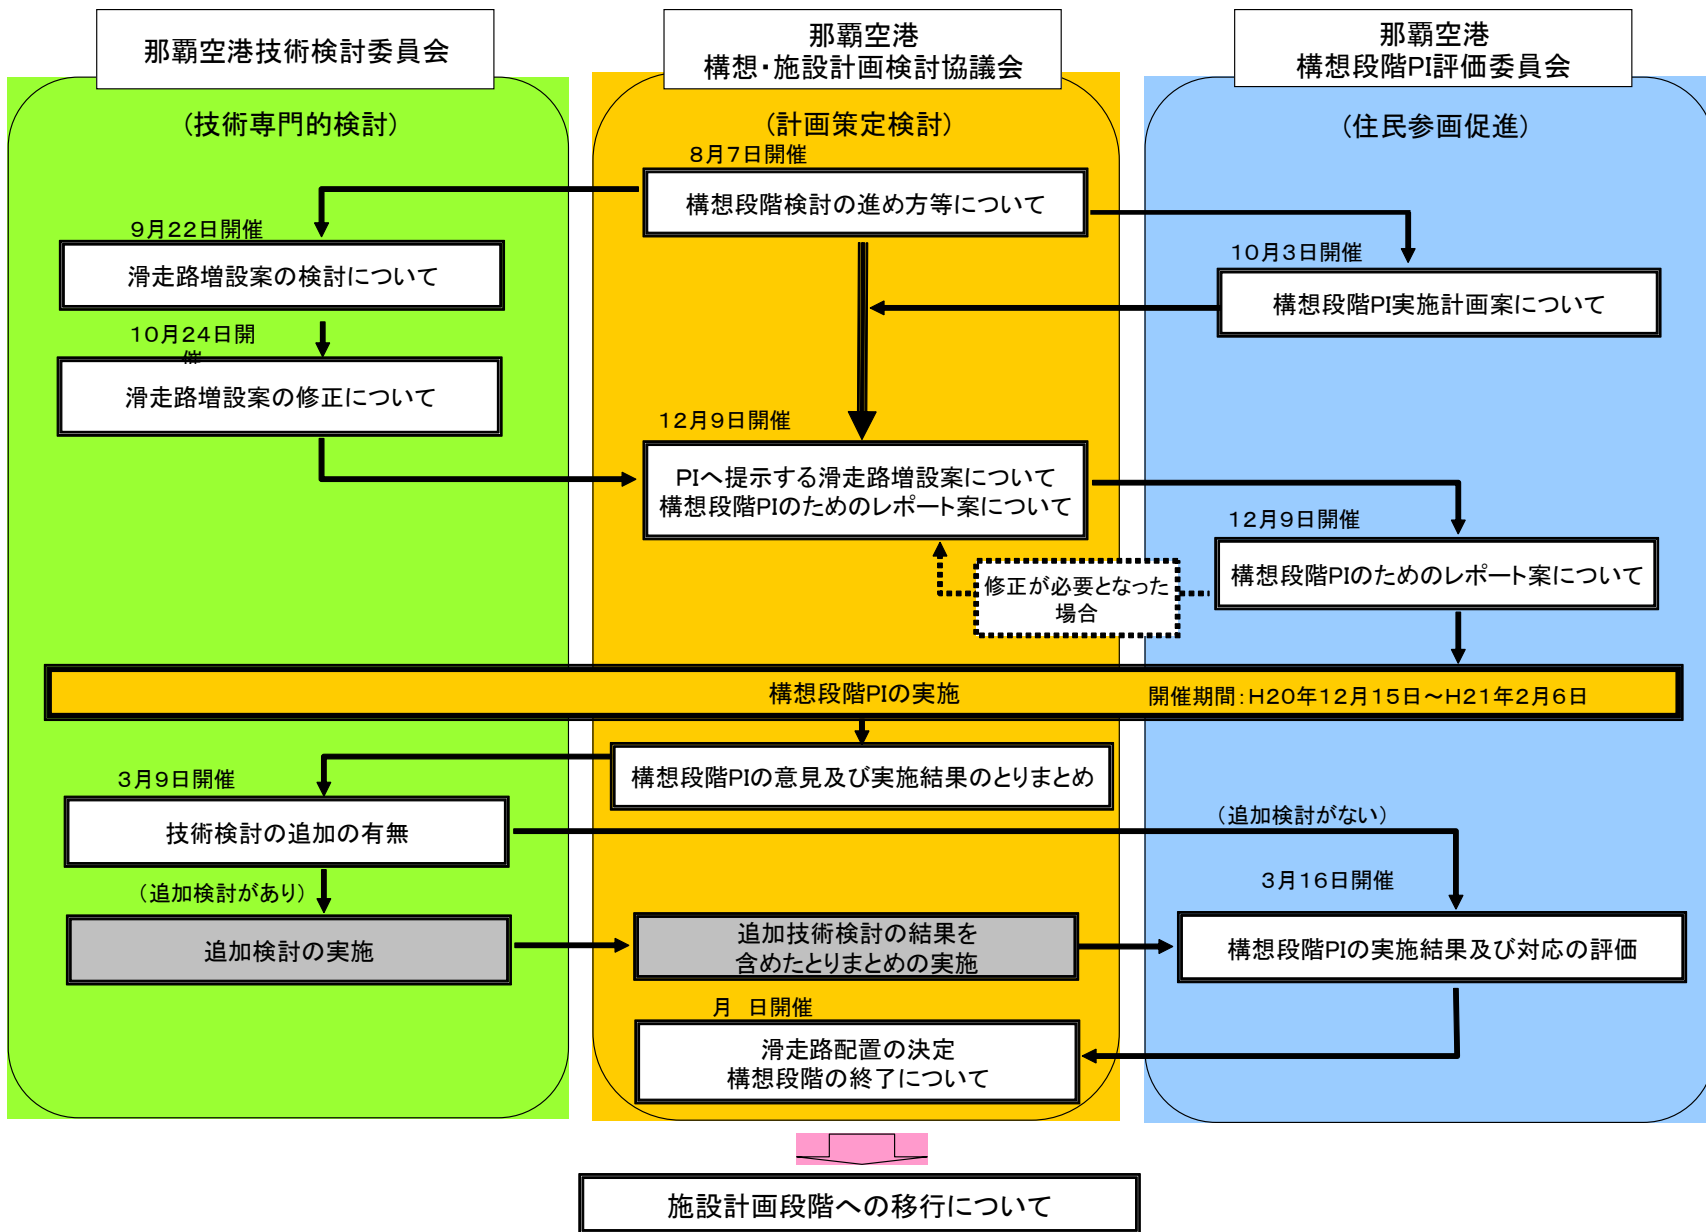 那覇空港技術検討委員会
那覇空港
構想・施設計画検討協議会
那覇空港
構想段階PI評価委員会
(技術専門的検討)
(計画策定検討)
(住民参画促進)
8月7日開催
構想段階検討の進め方等について
9月22日開催
滑走路増設案の検討について
10月3日開催
構想段階PI実施計画案について
10月24日開
催
滑走路増設案の修正について
12月9日開催
PIへ提示する滑走路増設案について
構想段階PIのためのレポート案について
12月9日開催
構想段階PIのためのレポート案について
修正が必要となった
場合
構想段階PIの実施
開催期間:H20年12月15日～H21年2月6日
構想段階PIの意見及び実施結果のとりまとめ
3月9日開催
技術検討の追加の有無
(追加検討がない)
(追加検討があり)
3月16日開催
追加検討の実施
追加技術検討の結果を
含めたとりまとめの実施
構想段階PIの実施結果及び対応の評価
月　日開催
滑走路配置の決定
構想段階の終了について
施設計画段階への移行について